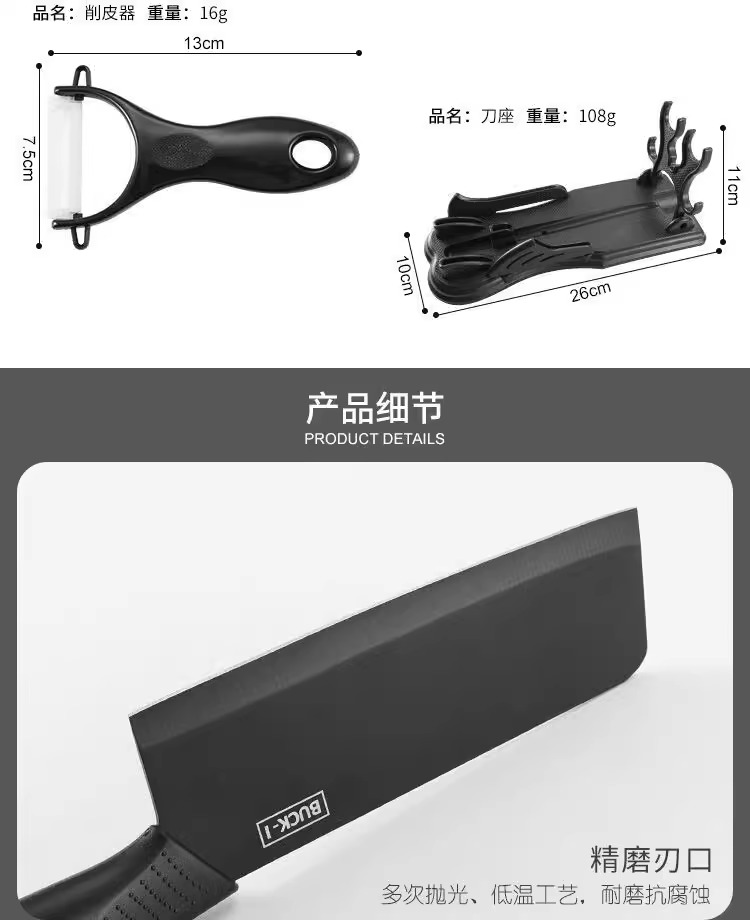 品名：削皮器 重量：16g
13cm
7.5cm
品名：刀座 重量：108g
11cm
10cm
26cm
产品细节
PRODUCT DETAILS
BUCK-I
精磨刃口
多次抛光、低温工艺，耐磨抗腐蚀